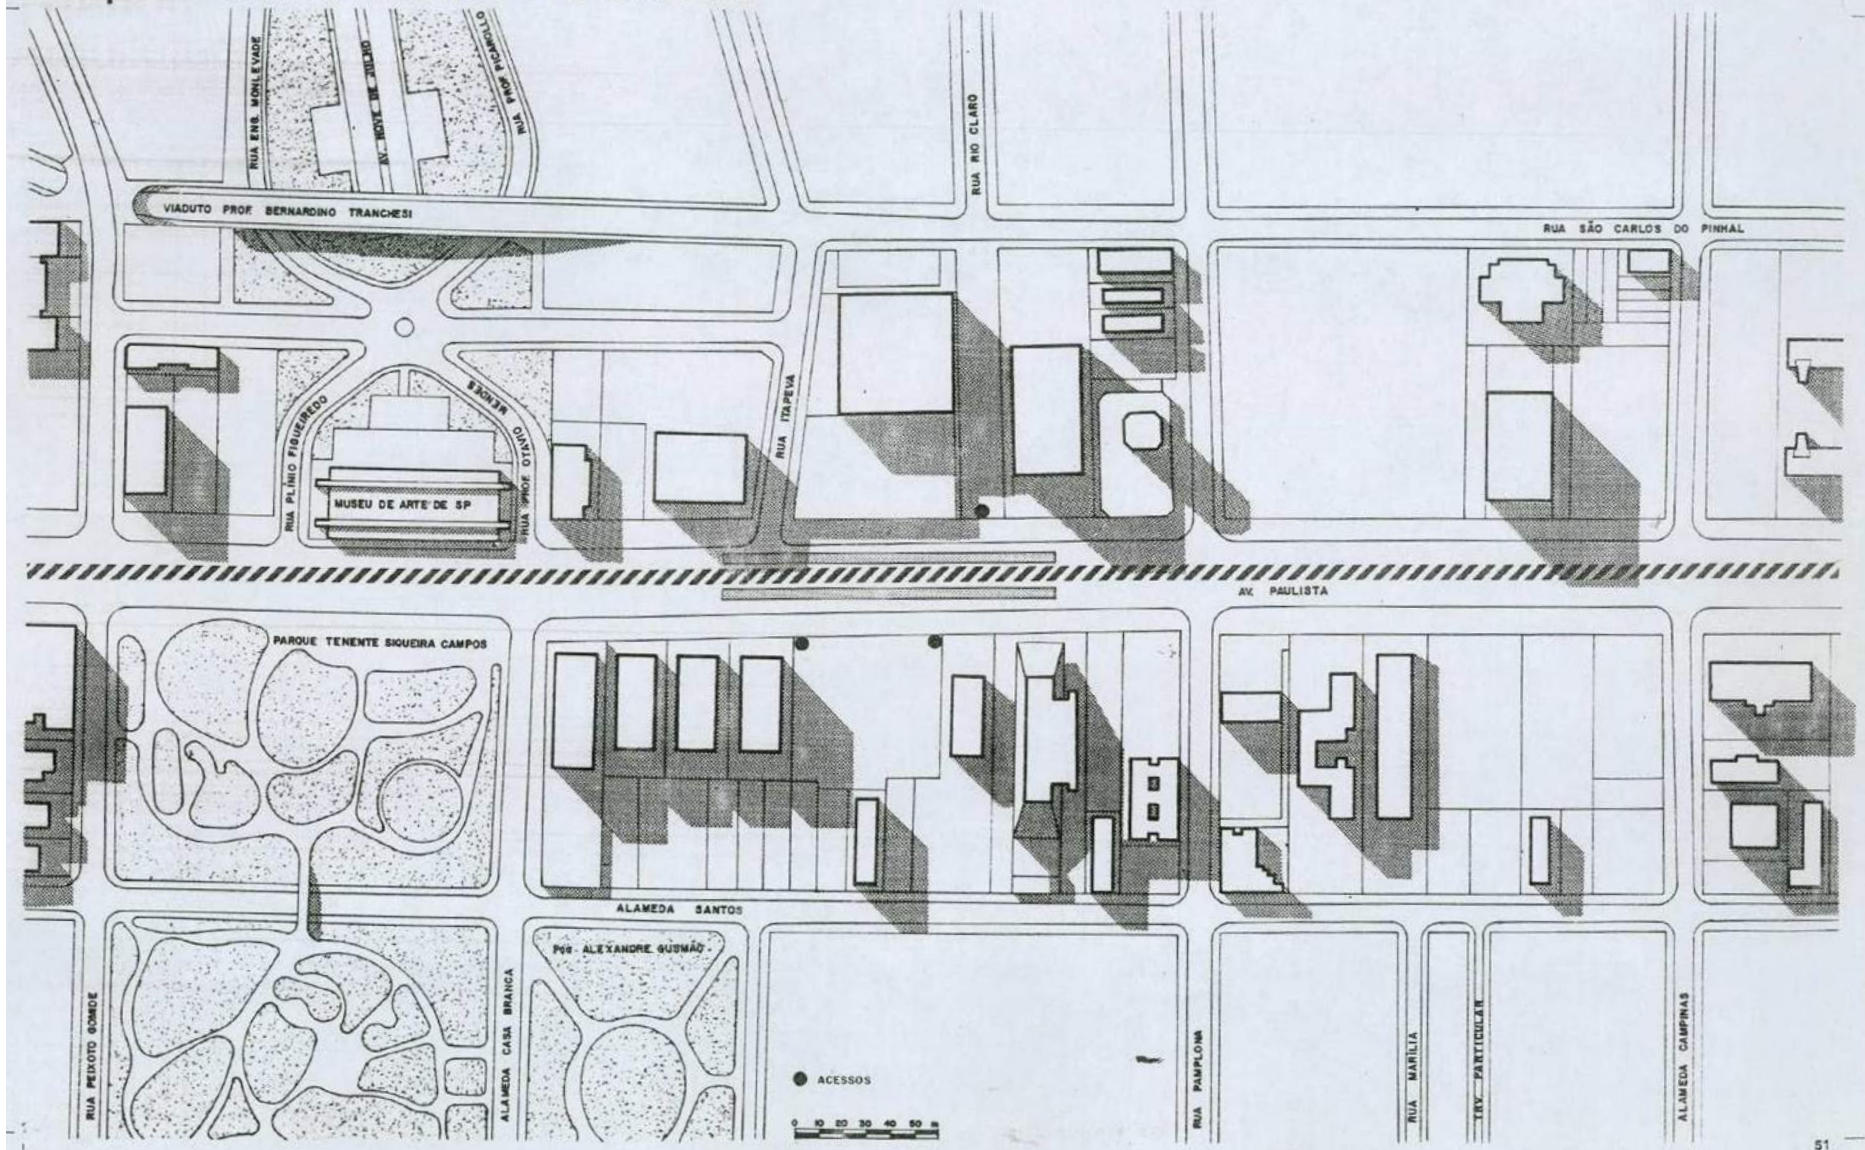 RUA ENG. MONLEVADE
AV. NOVE DE JULHO
RUA PROF. PICAROLLO
RUA RIO CLARO
VIADUTO PROF. BERNARDINO TRANCHESI
RUA SÃO CARLOS DO PINHAL
RUA PLÍNIO FIGUEIREDO
MUSEU DE ARTE DE SP
RUA PROF. OTAVIO
MENDES
RUA ITAPEVA
AV. PAULISTA
PARQUE TENENTE SIQUEIRA CAMPOS
ALAMEDA SANTOS
Pça. ALEXANDRE GUSMÃO
RUA PEIXOTO GOMIDE
ALAMEDA CASA BRANCA
RUA PAMPLONA
RUA MARÍLIA
TRV. PARTICULAR
ALAMEDA CAMPINAS
ACESSOS
0 10 20 30 40 50 m
51